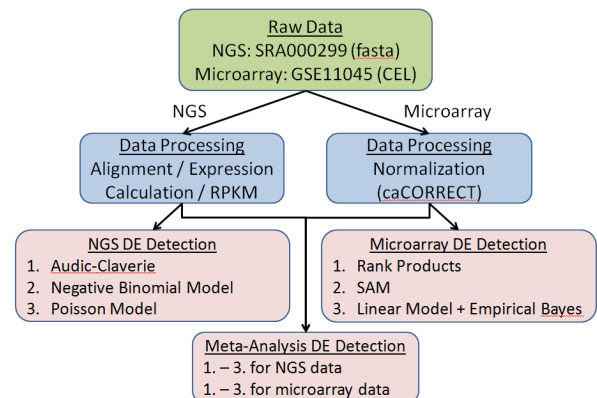 Raw Data
NGS: SRA000299 (fasta)
Microarray: GSE11045 (CEL)
NGS
Microarray
Data Processing
Alignment / Expression
Calculation / RPKM
Data Processing
Normalization
(caCORRECT)
NGS DE Detection
1. Audic-Claverie
2. Negative Binomial Model
3. Poisson Model
Microarray DE Detection
1. Rank Products
2. SAM
3. Linear Model + Empirical Bayes
Meta-Analysis DE Detection
1. – 3. for NGS data
1. – 3. for microarray data